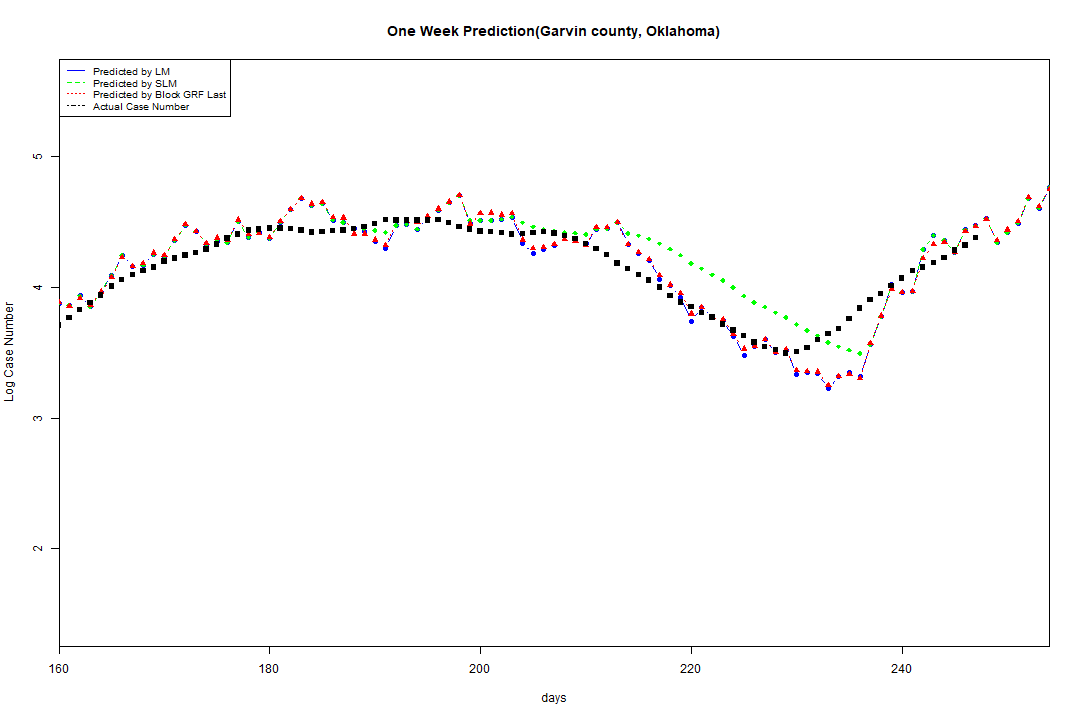 One Week Prediction(Garvin county, Oklahoma)
Predicted by LM
Predicted by SLM
Predicted by Block GRF Last
Actual Case Number
5
4
3
2
Log Case Number
160 180 200 220 240
days